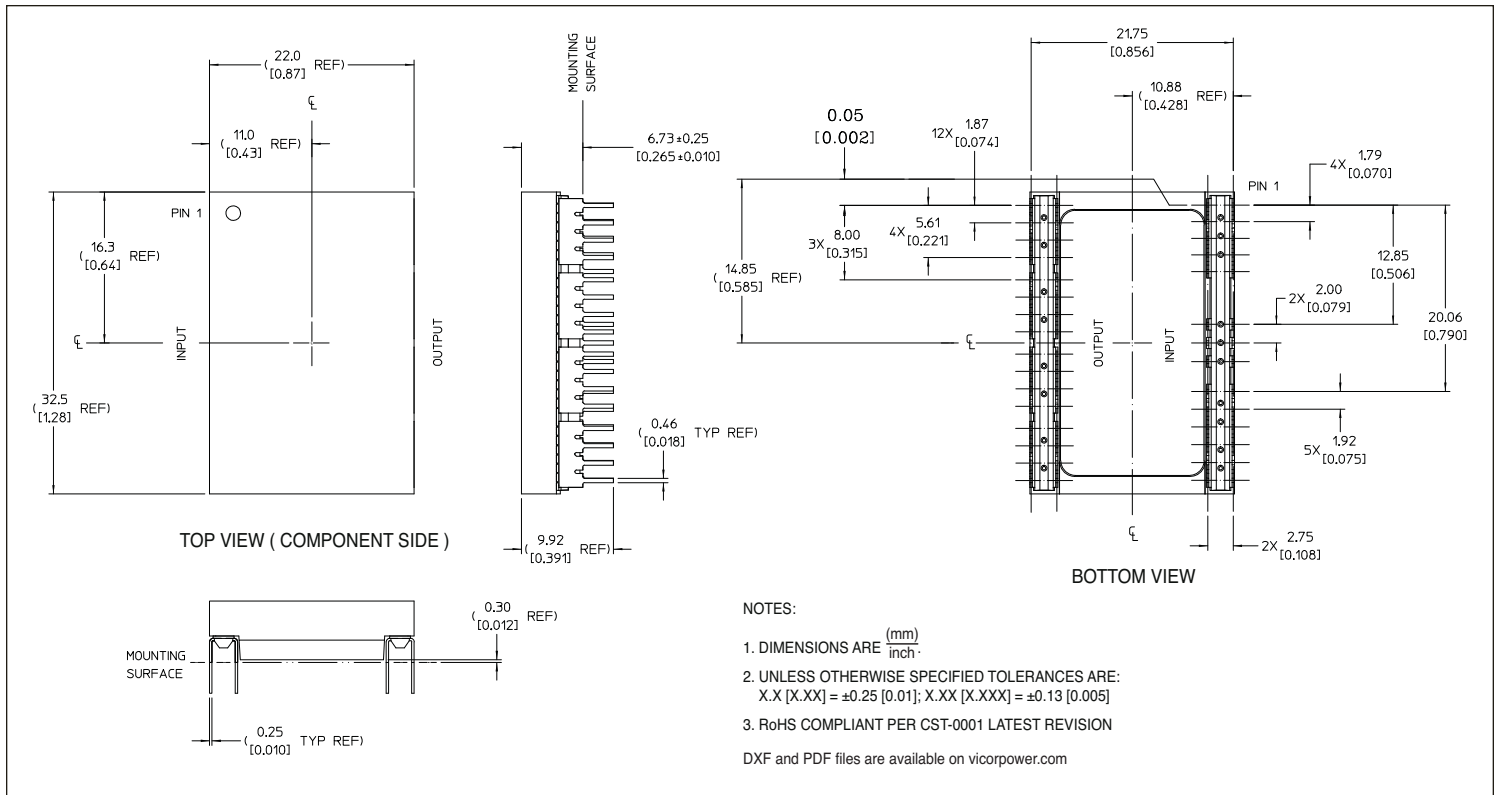 22.0
( [0.87] REF)
℄
11.0
( [0.43] REF)
PIN 1
16.3
( [0.64] REF)
℄
INPUT
OUTPUT
32.5
( [1.28] REF)
TOP VIEW ( COMPONENT SIDE )
MOUNTING
SURFACE
6.73±0.25
[0.265±0.010]
0.46
( [0.018] TYP REF)
9.92
( [0.391] REF)
MOUNTING
SURFACE
0.30
( [0.012] REF)
0.25
( [0.010] TYP REF)
21.75
[0.856]
10.88
( [0.428] REF)
0.05
[0.002]
12X 1.87
[0.074]
4X 1.79
[0.070]
PIN 1
4X 5.61
[0.221]
3X 8.00
[0.315]
14.85
( [0.585] REF)
12.85
[0.506]
2X 2.00
[0.079]
20.06
[0.790]
℄
OUTPUT
INPUT
5X 1.92
[0.075]
℄
2X 2.75
[0.108]
BOTTOM VIEW
NOTES:
1. DIMENSIONS ARE (mm)
inch.
2. UNLESS OTHERWISE SPECIFIED TOLERANCES ARE:
X.X [X.XX] = ±0.25 [0.01]; X.XX [X.XXX] = ±0.13 [0.005]
3. RoHS COMPLIANT PER CST-0001 LATEST REVISION
DXF and PDF files are available on vicorpower.com